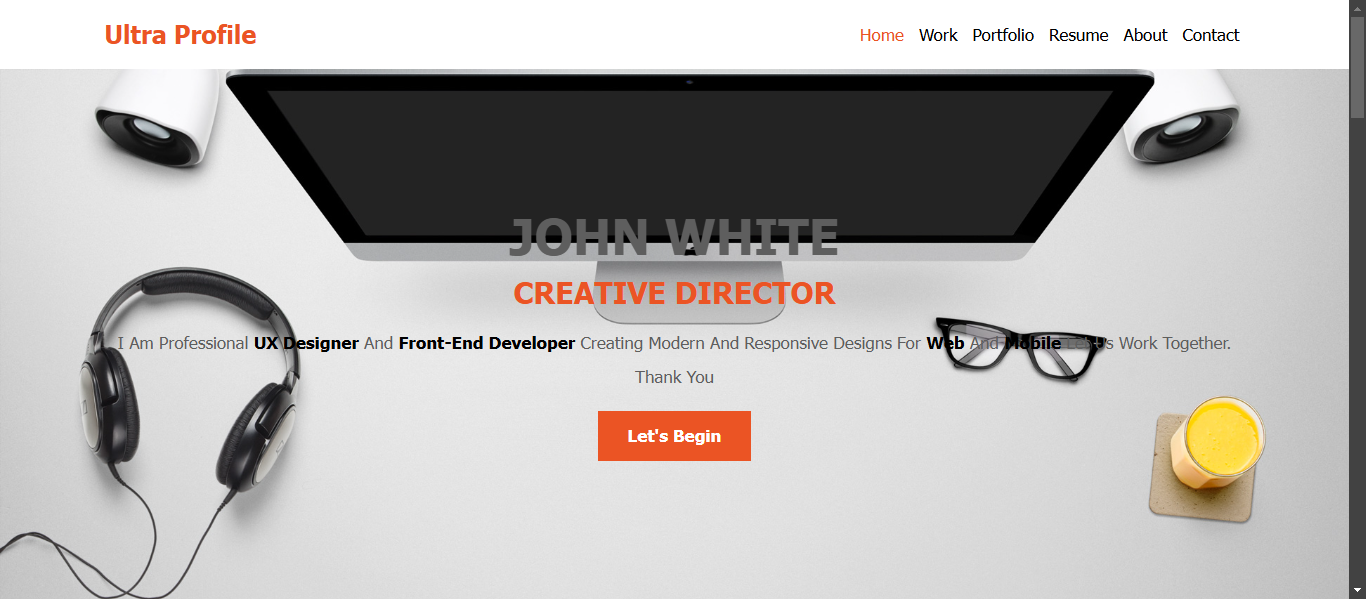 Ultra Profile
Home Work Portfolio Resume About Contact
JOHN WHITE
CREATIVE DIRECTOR
I Am Professional UX Designer And Front-End Developer Creating Modern And Responsive Designs For Web And Mobile Let Us Work Together.
Thank You
Let's Begin